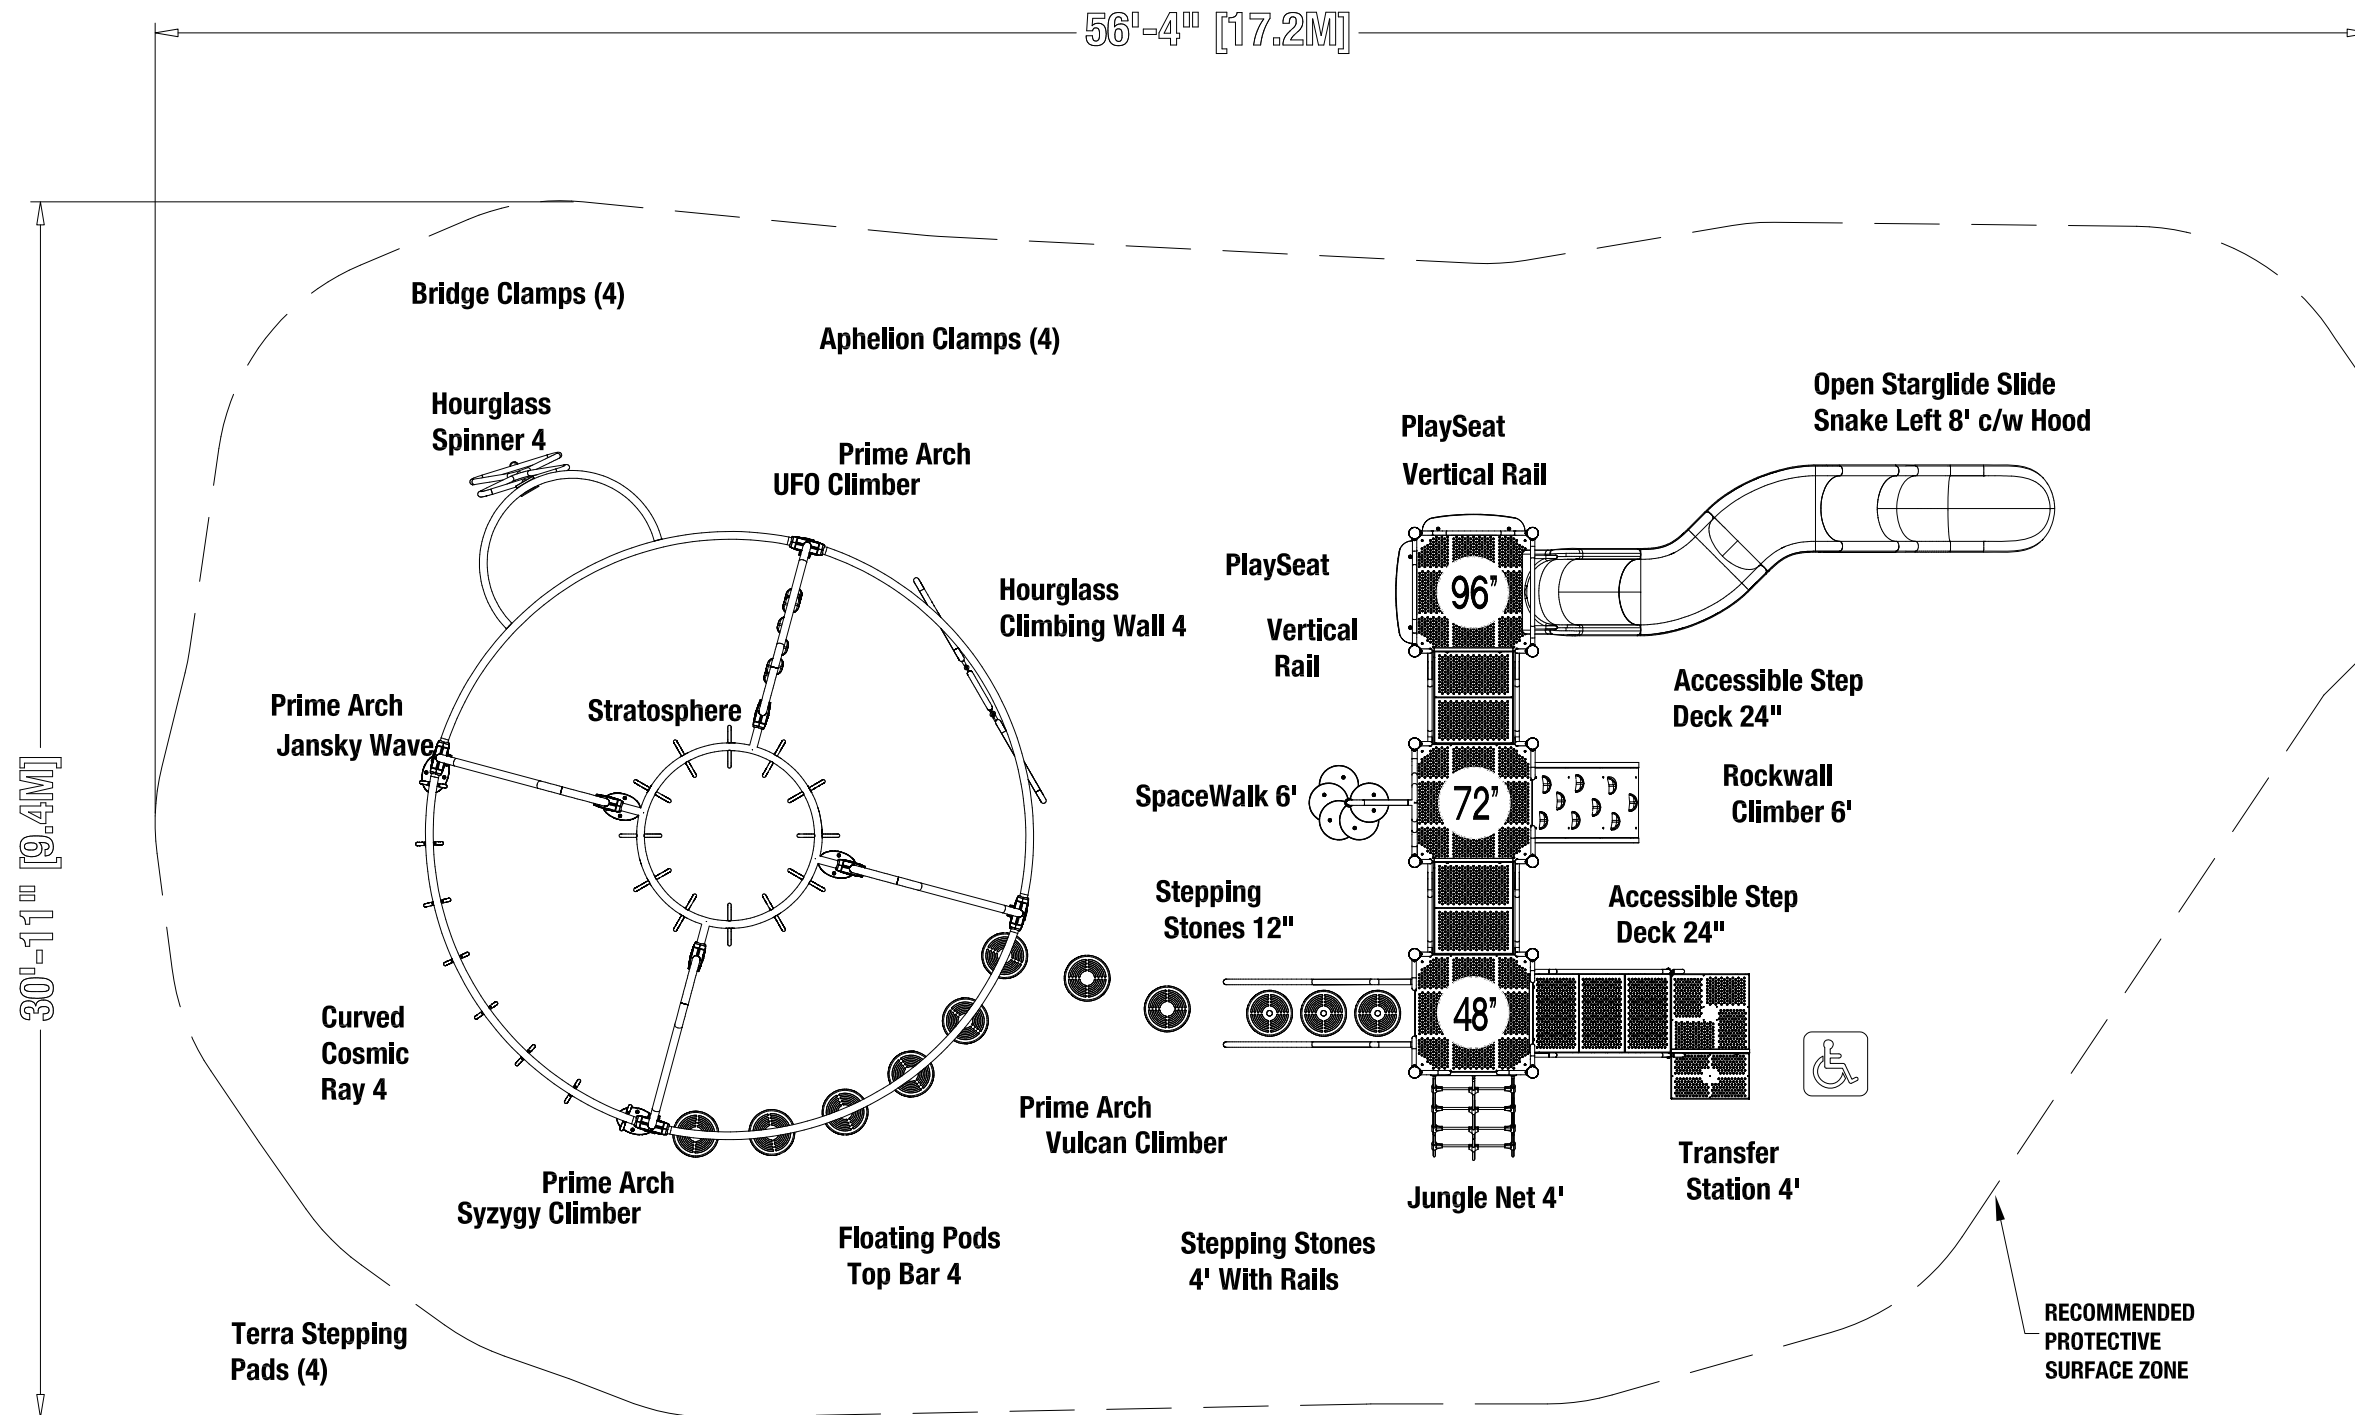 56'-4" [17.2M]
Bridge Clamps (4)
Aphelion Clamps (4)
Open Starglide Slide
Snake Left 8' c/w Hood
Hourglass
Spinner 4
PlaySeat
Vertical Rail
Prime Arch
UFO Climber
PlaySeat
96”
Hourglass
Climbing Wall 4
Vertical
Rail
Accessible Step
Deck 24"
Prime Arch
Jansky Wave
Stratosphere
30'-11" [9.4M]
SpaceWalk 6'
72”
Rockwall
Climber 6'
Stepping
Stones 12"
Accessible Step
Deck 24"
Curved
Cosmic
Ray 4
48”
Prime Arch
Vulcan Climber
Transfer
Station 4'
Prime Arch
Syzygy Climber
Jungle Net 4'
Floating Pods
Top Bar 4
Stepping Stones
4' With Rails
Terra Stepping
Pads (4)
RECOMMENDED
PROTECTIVE
SURFACE ZONE